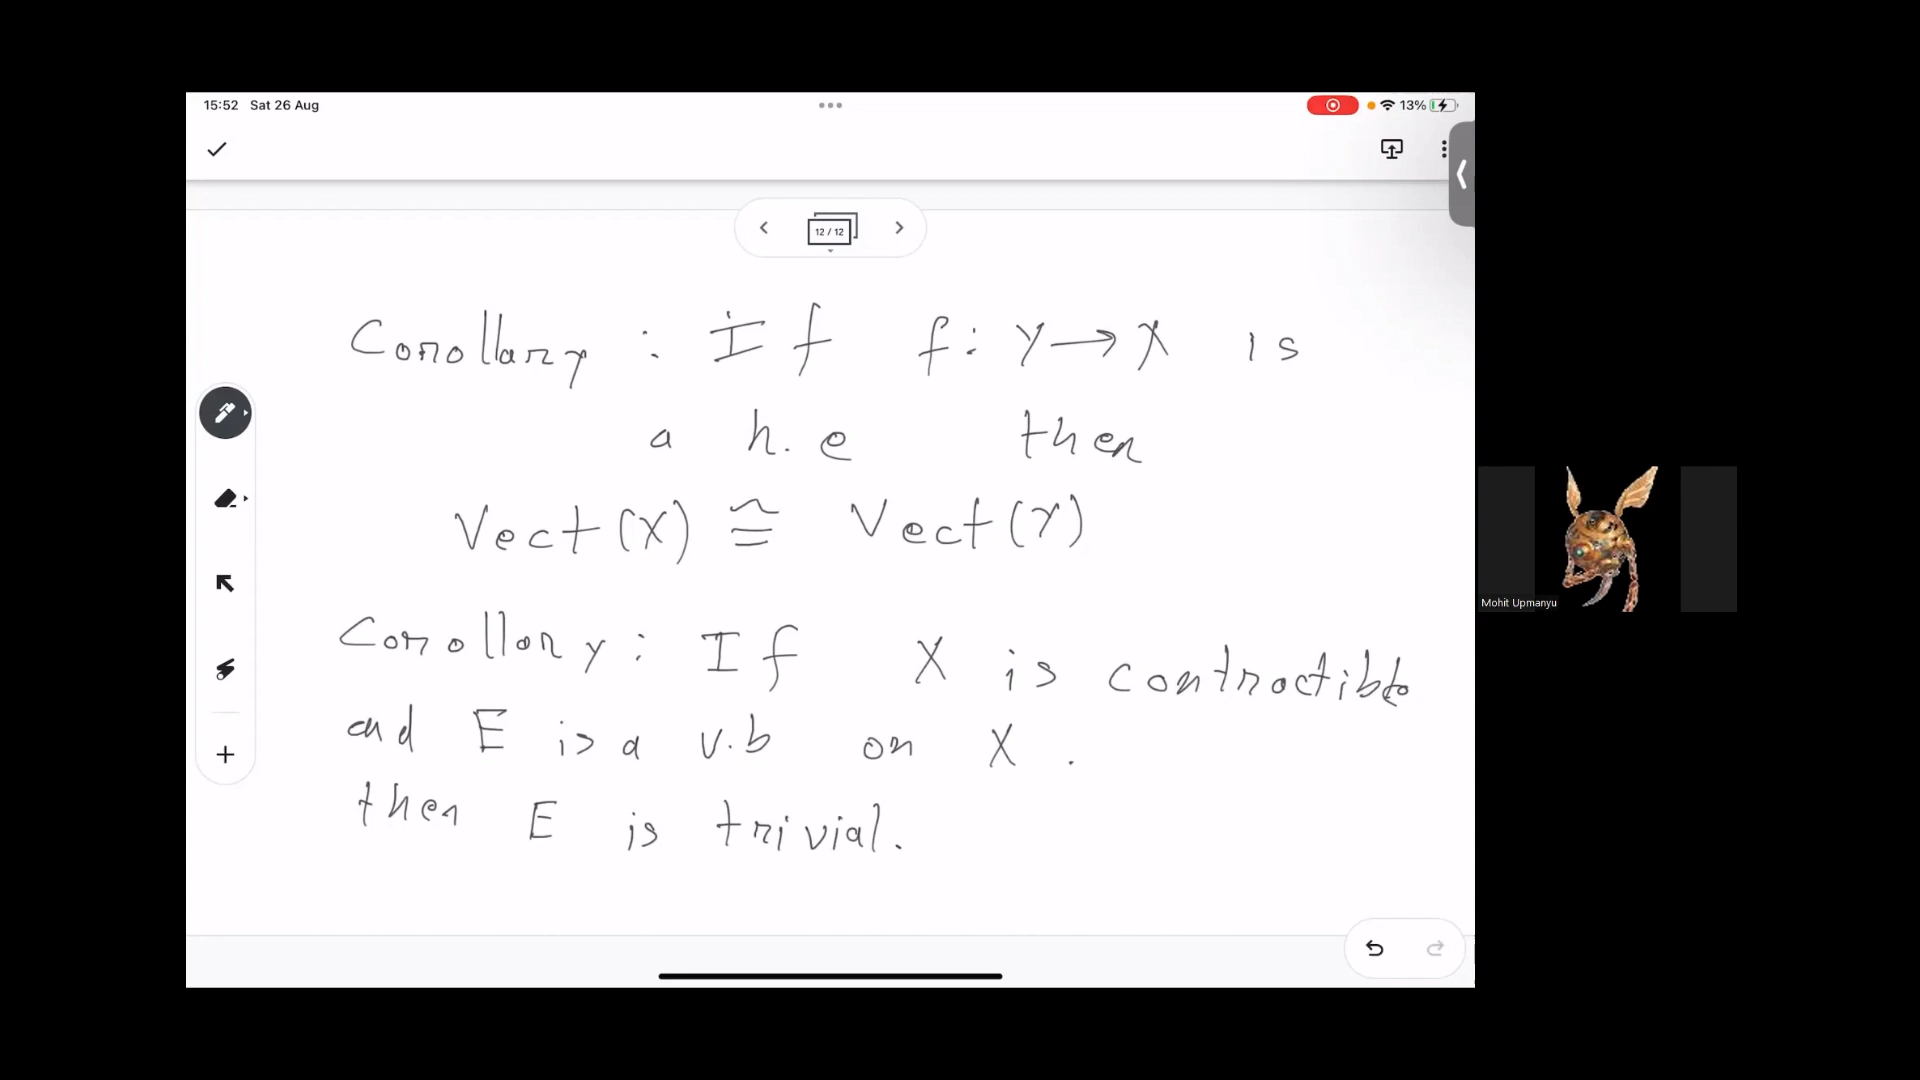 15:52 Sat 26 Aug
13%
12 / 12
Corollary : If f: Y → X is
a h.e then
Vect(X) ≅ Vect(Y)
Corollary : If X is contractible
and E is a v.b on X .
then E is trivial.
Mohit Upmanyu